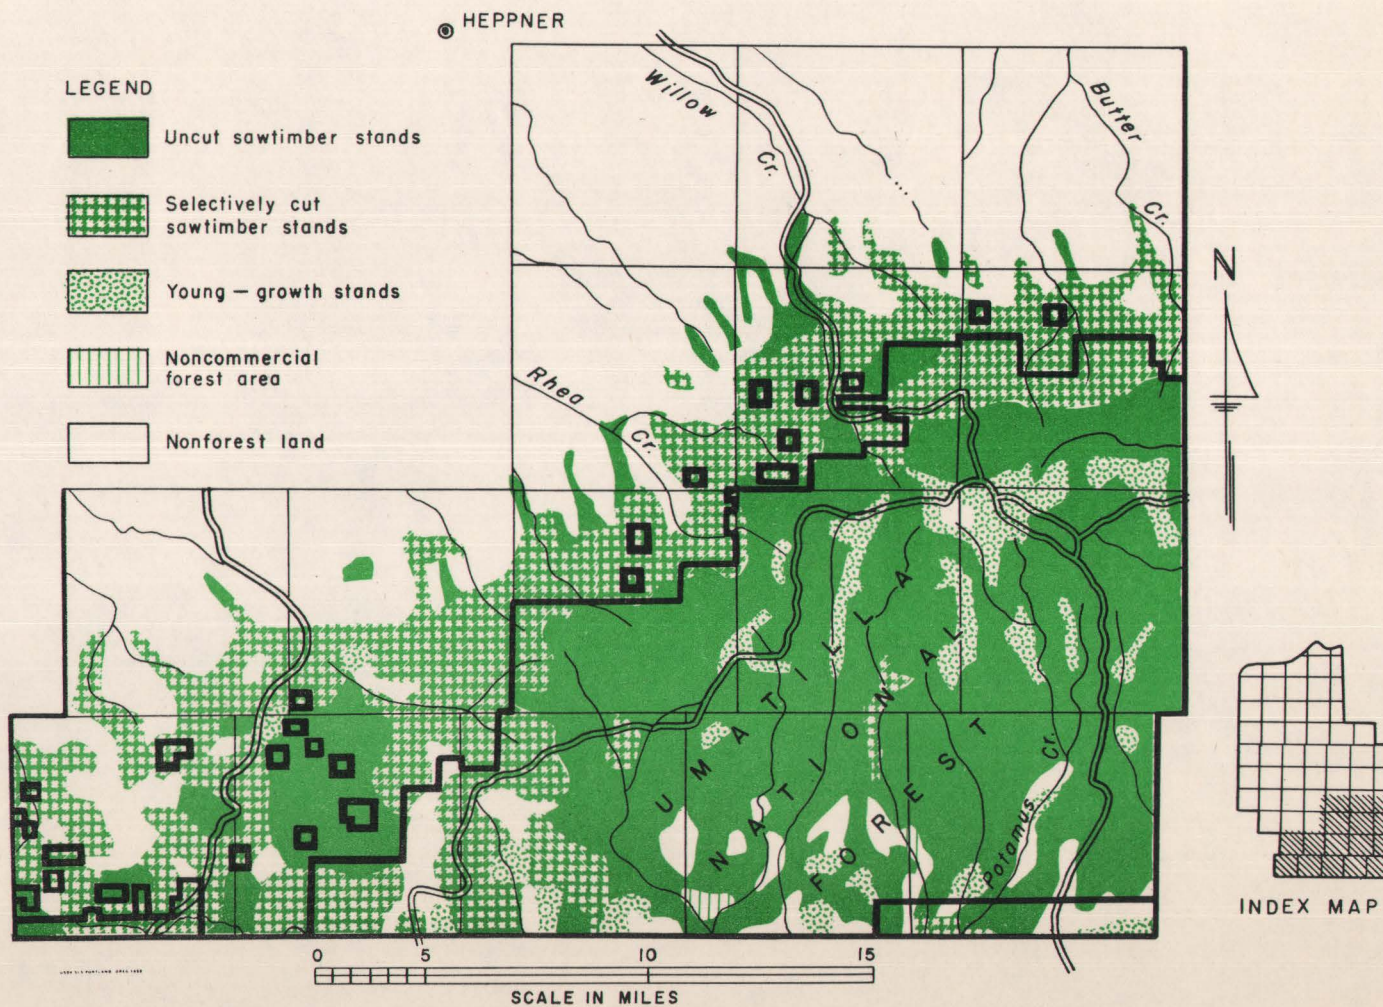 HEPPNER
LEGEND
Uncut sawtimber stands
Selectively cut
sawtimber stands
Young — growth stands
Noncommercial
forest area
Nonforest land
Willow
Cr.
Butter
Cr.
Rhea
Cr.
N
UMATILLA
NATIONAL
FOREST
Potamus
Cr.
INDEX MAP
0 5 10 15
SCALE IN MILES